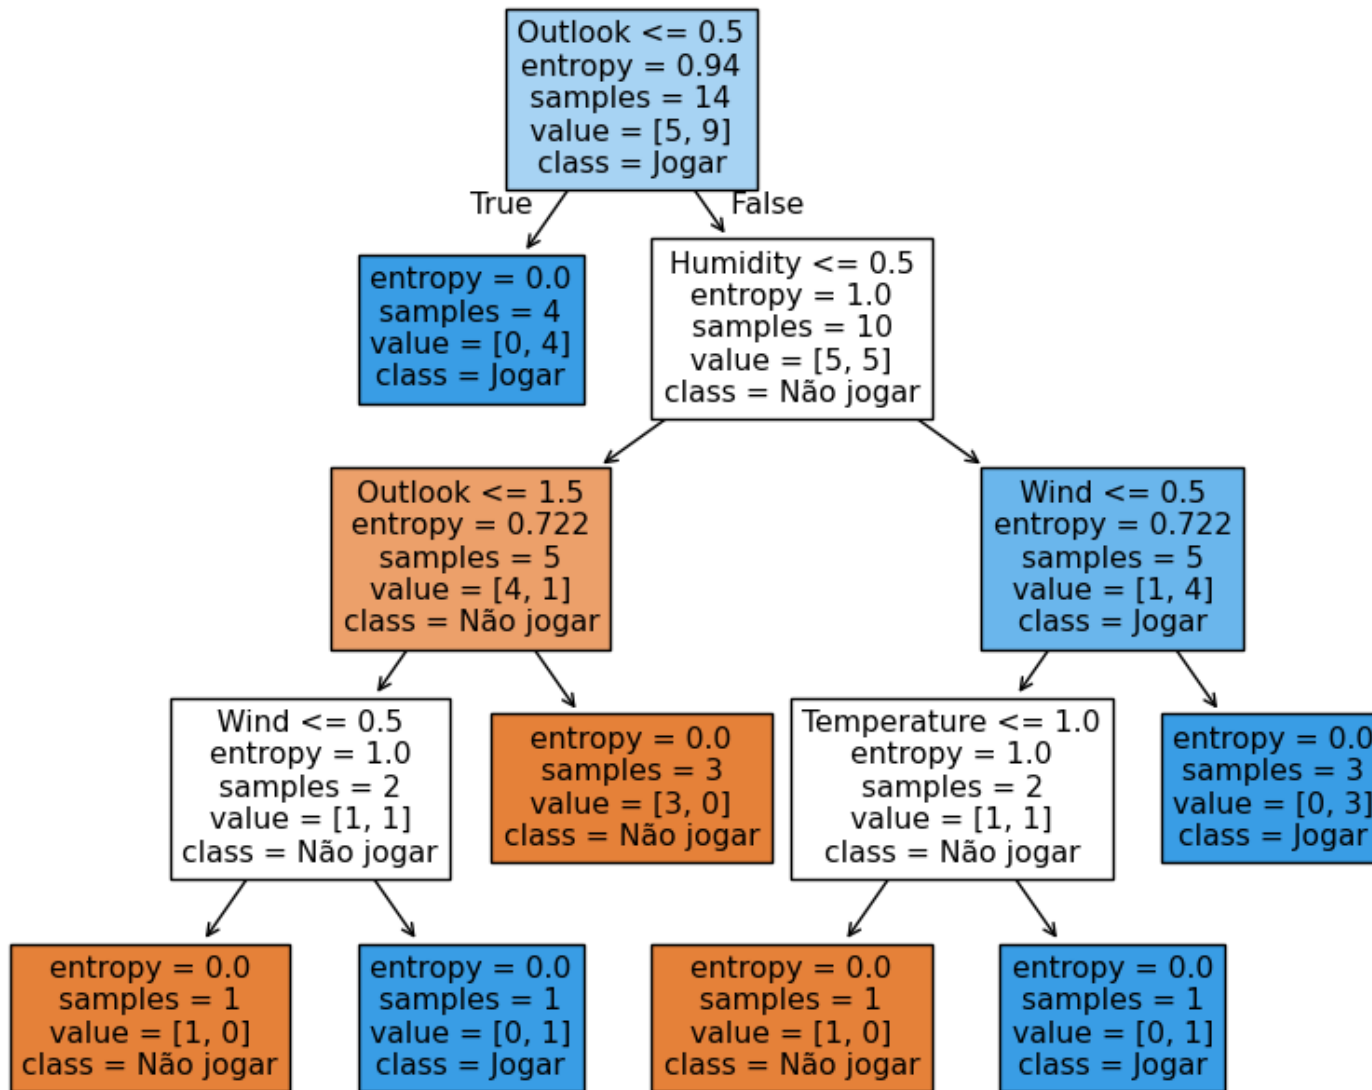 Outlook <= 0.5
entropy = 0.94
samples = 14
value = [5, 9]
class = Jogar
True
False
entropy = 0.0
samples = 4
value = [0, 4]
class = Jogar
Humidity <= 0.5
entropy = 1.0
samples = 10
value = [5, 5]
class = Não jogar
Outlook <= 1.5
entropy = 0.722
samples = 5
value = [4, 1]
class = Não jogar
Wind <= 0.5
entropy = 0.722
samples = 5
value = [1, 4]
class = Jogar
Wind <= 0.5
entropy = 1.0
samples = 2
value = [1, 1]
class = Não jogar
entropy = 0.0
samples = 3
value = [3, 0]
class = Não jogar
Temperature <= 1.0
entropy = 1.0
samples = 2
value = [1, 1]
class = Não jogar
entropy = 0.0
samples = 3
value = [0, 3]
class = Jogar
entropy = 0.0
samples = 1
value = [1, 0]
class = Não jogar
entropy = 0.0
samples = 1
value = [0, 1]
class = Jogar
entropy = 0.0
samples = 1
value = [1, 0]
class = Não jogar
entropy = 0.0
samples = 1
value = [0, 1]
class = Jogar